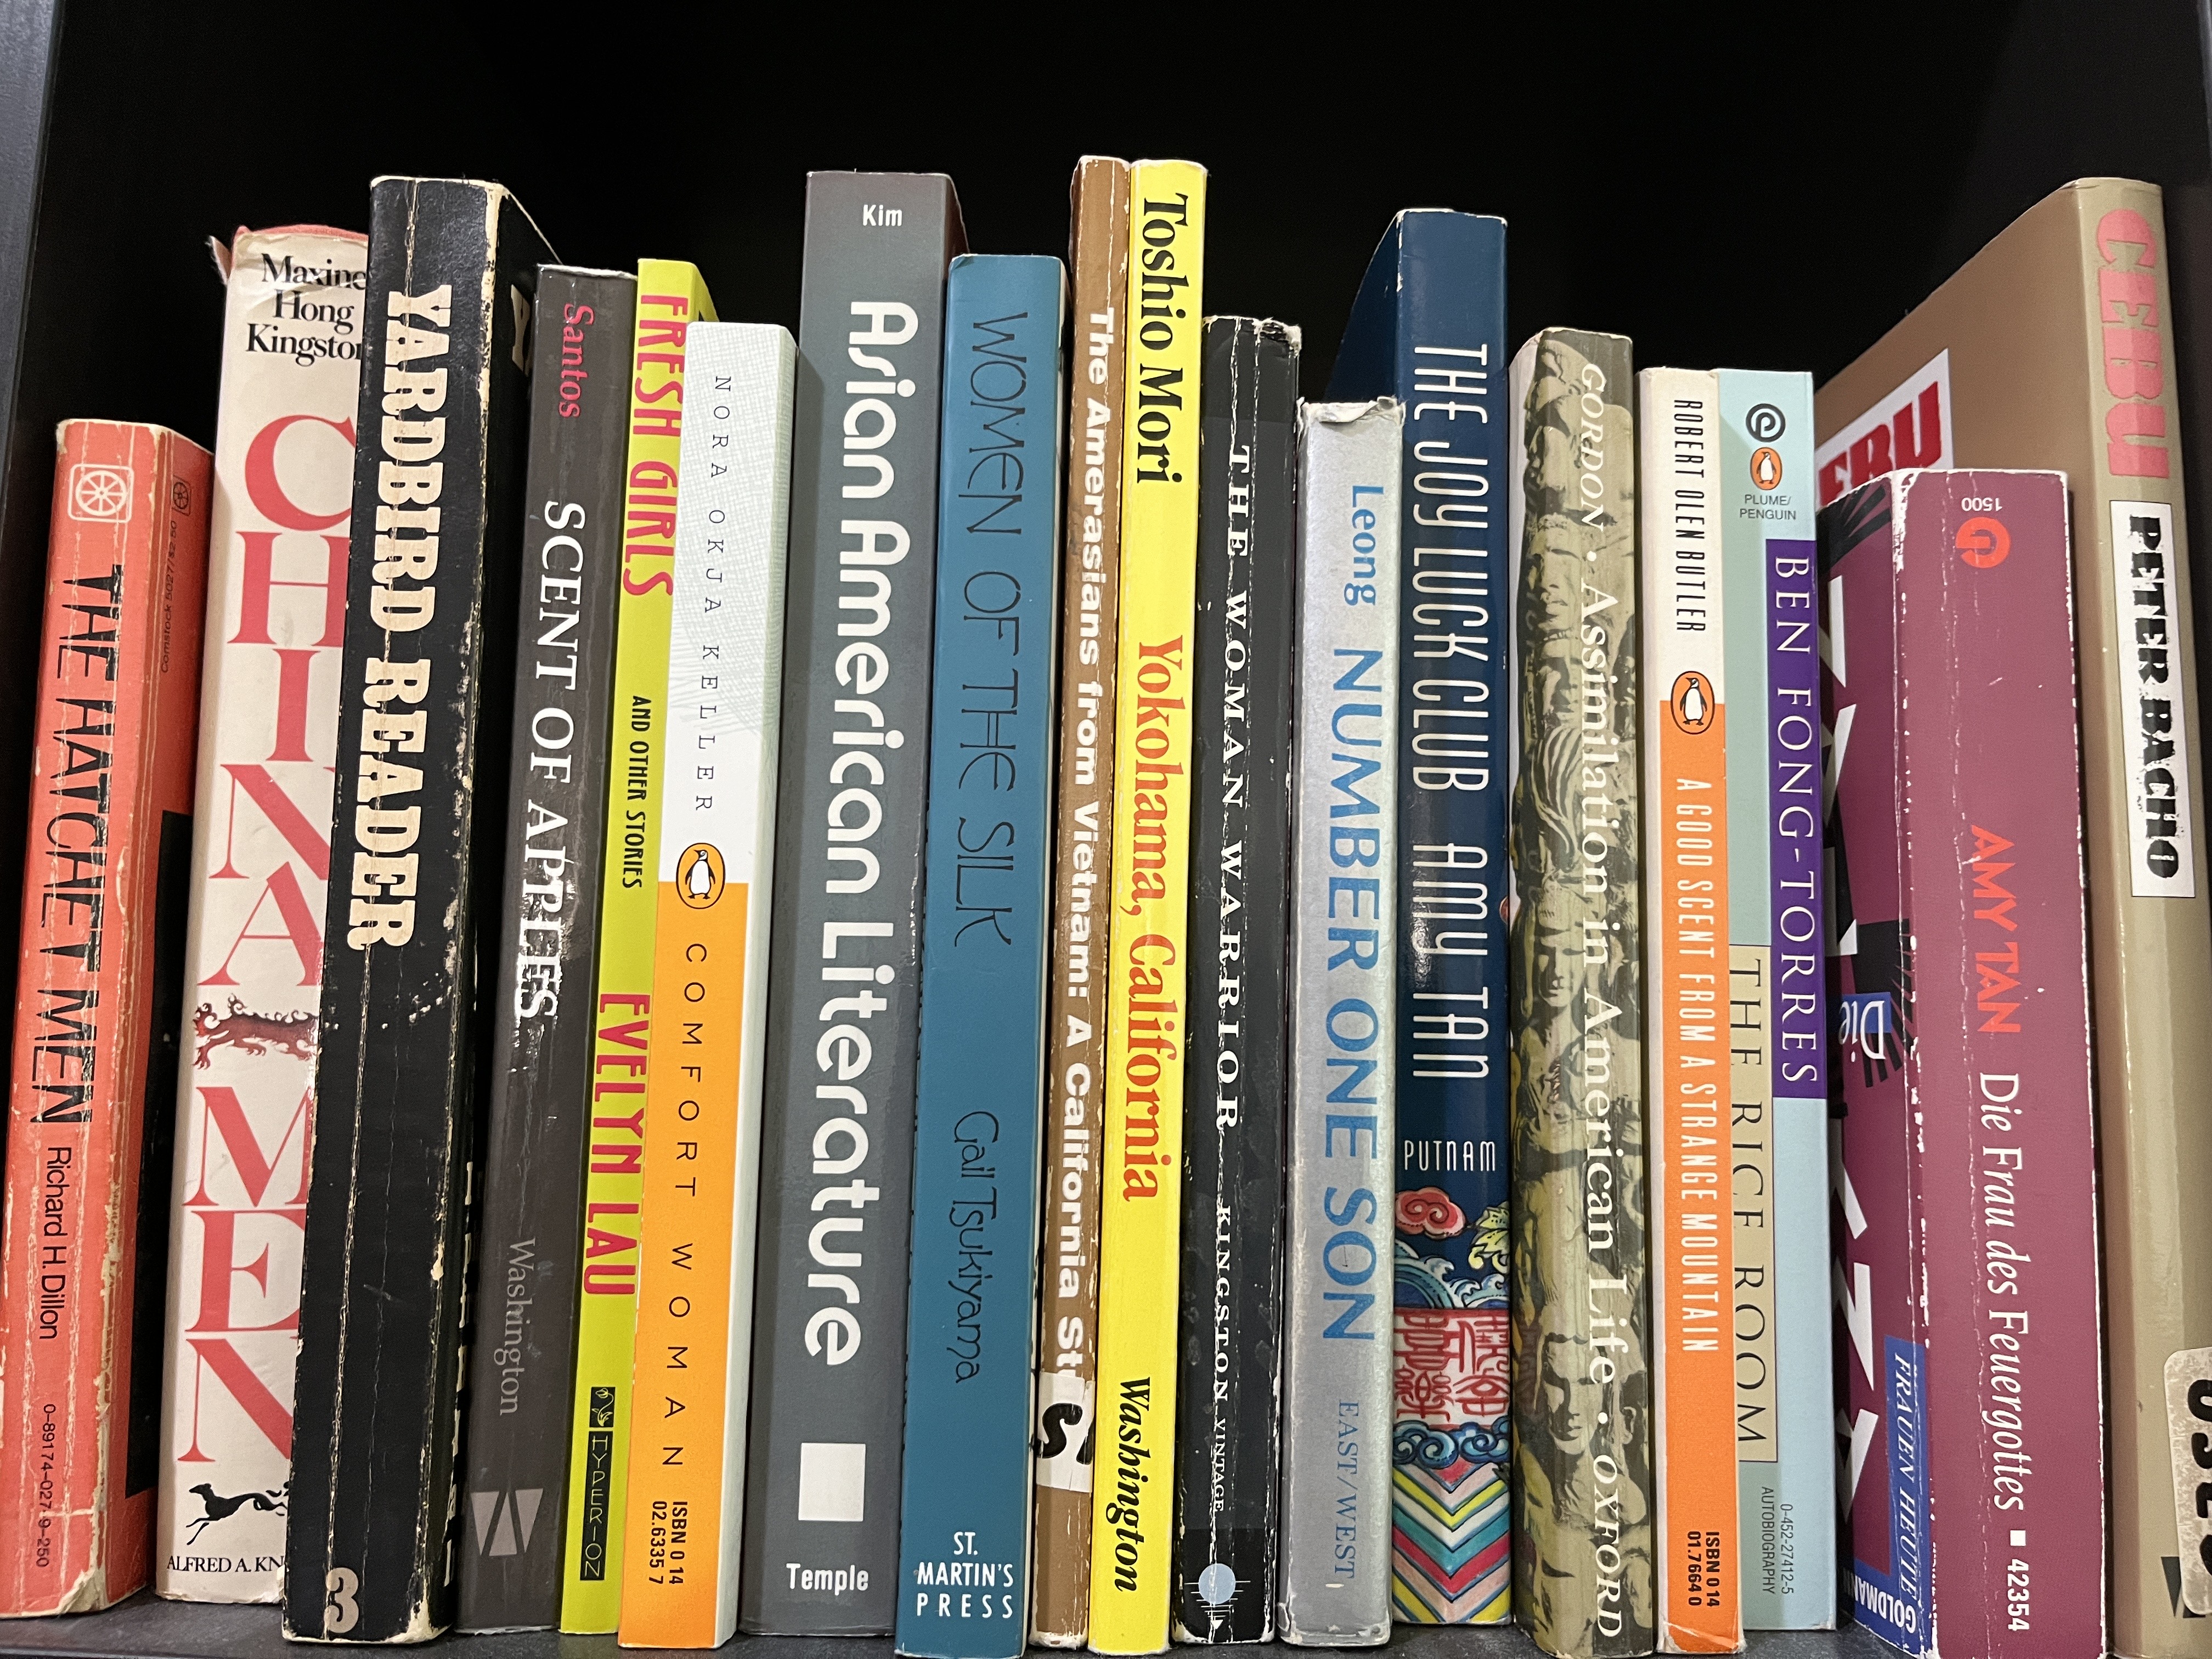 THE HATCHET MEN Richard H. Dillon 0-89174-027-9-250
Comstock 5027/$2.50
Maxine
Hong
Kingston
CHINA
MEN
ALFRED A. KN
YARDBIRD READER
3
Santos SCENT OF APPLES Washington
W
FRESH GIRLS AND OTHER STORIES EVELYN LAU HYPERION
NORA OKJA KELLER COMFORT WOMAN
ISBN 0 14
02.6335 7
Kim
Asian American Literature
Temple
WOMEN OF THE SILK Gail Tsukiyama
ST.
MARTIN'S
PRESS
The Amerasians from Vietnam: A California St
Toshio Mori Yokohama, California Washington
THE WOMAN WARRIOR KINGSTON VINTAGE
Leong NUMBER ONE SON EAST/WEST
THE JOY LUCK CLUB AMY TAN
PUTNAM
GORDON · Assimilation in American Life · OXFORD
ROBERT OLEN BUTLER A GOOD SCENT FROM A STRANGE MOUNTAIN
ISBN 0 14
01.7664 0
PLUME/
PENGUIN
BEN FONG-TORRES
THE RICE ROOM
0-452-27412-5
AUTOBIOGRAPHY
Die
FRAUEN HEUTE
GOLDMANN
1500
AMY TAN Die Frau des Feuergottes ■ 42354
EBU
CEBU PETER BACHO